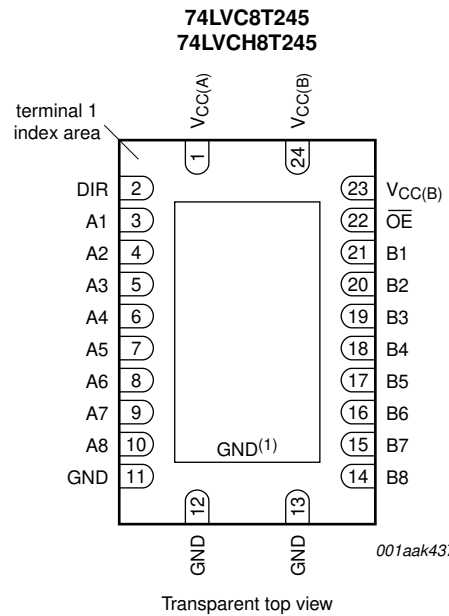 74LVC8T245
74LVCH8T245
VCC(A)
VCC(B)
terminal 1
index area
1
24
DIR 2
23 VCC(B)
A1 3
22 O̅E̅
A2 4
21 B1
A3 5
20 B2
A4 6
19 B3
A5 7
18 B4
A6 8
17 B5
A7 9
16 B6
A8 10
15 B7
GND(1)
GND 11
14 B8
12
13
GND
GND
001aak437
Transparent top view